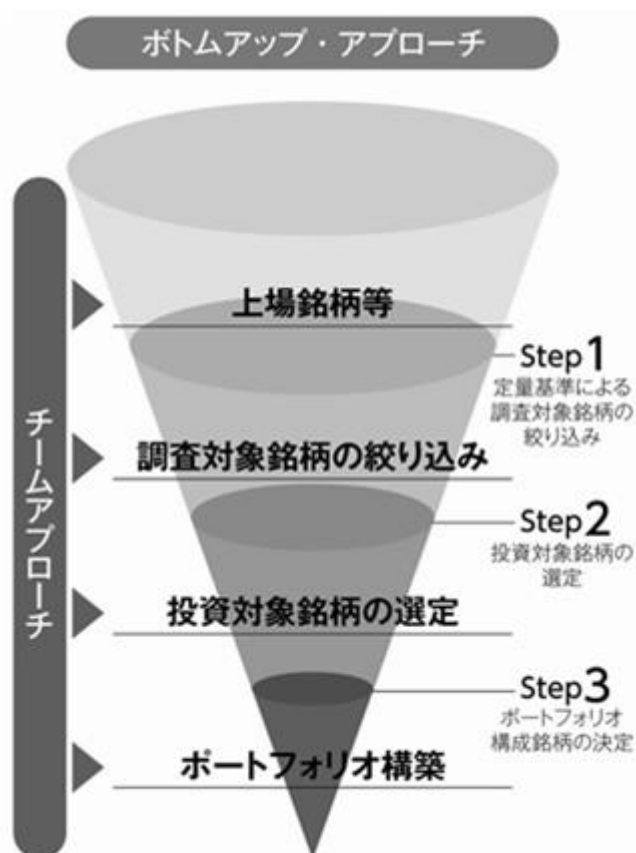 ボトムアップ・アプローチ
チームアプローチ
上場銘柄等
Step1
定量基準による
調査対象銘柄の
絞り込み
調査対象銘柄の絞り込み
Step2
投資対象銘柄の
選定
投資対象銘柄の選定
Step3
ポートフォリオ
構成銘柄の決定
ポートフォリオ構築